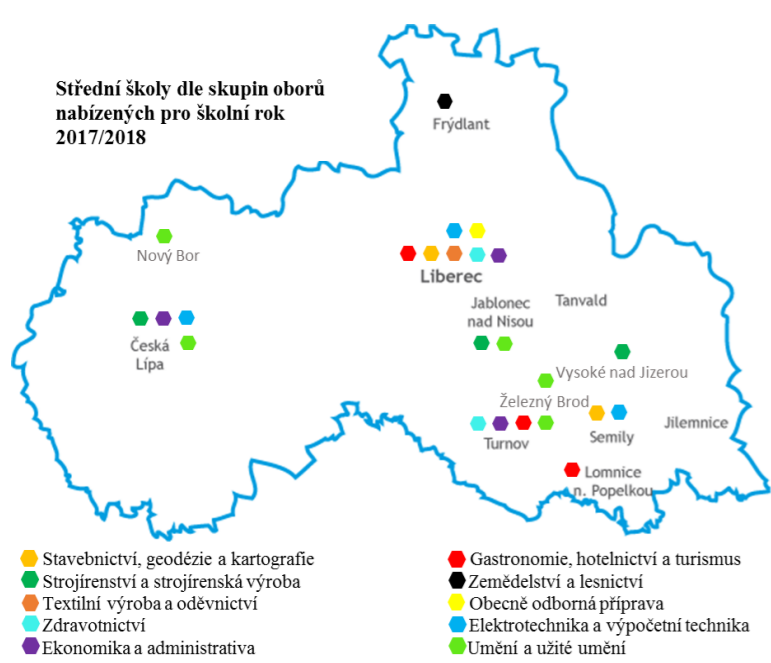 Střední školy dle skupin oborů
nabízených pro školní rok
2017/2018
Frýdlant
Nový Bor
Liberec
Jablonec
nad Nisou
Tanvald
Česká
Lípa
Vysoké nad Jizerou
Železný Brod
Turnov
Semily
Jilemnice
Lomnice
n. Popelkou
Stavebnictví, geodézie a kartografie
Strojírenství a strojírenská výroba
Textilní výroba a oděvnictví
Zdravotnictví
Ekonomika a administrativa
Gastronomie, hotelnictví a turismus
Zemědělství a lesnictví
Obecně odborná příprava
Elektrotechnika a výpočetní technika
Umění a užité umění